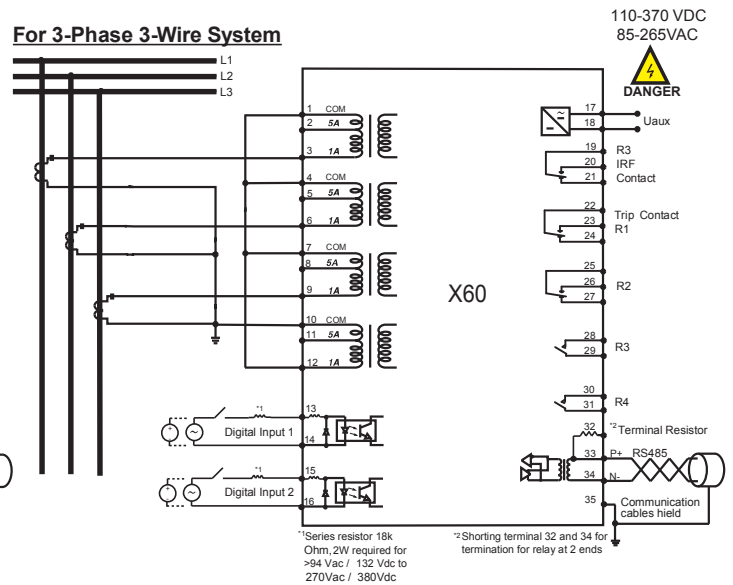 110-370 VDC
85-265VAC
DANGER
For 3-Phase 3-Wire System
L1
L2
L3
1 COM
2 5A
3 1A
4 COM
5 5A
6 1A
7 COM
8 5A
9 1A
10 COM
11 5A
12 1A
X60
17
18
Uaux
19 R3
20 IRF
21 Contact
22 Trip Contact
23 R1
24
25
26 R2
27
28 R3
29
30 R4
31
32 *2 Terminal Resistor
33 P+ RS485
34 N-
35 Communication
cables hield
*1 13
Digital Input 1
14
*1 15
Digital Input 2
16
*1Series resistor 18k
Ohm,2W required for
>94 Vac / 132 Vdc to
270Vac / 380Vdc
*2Shorting terminal 32 and 34 for
termination for relay at 2 ends